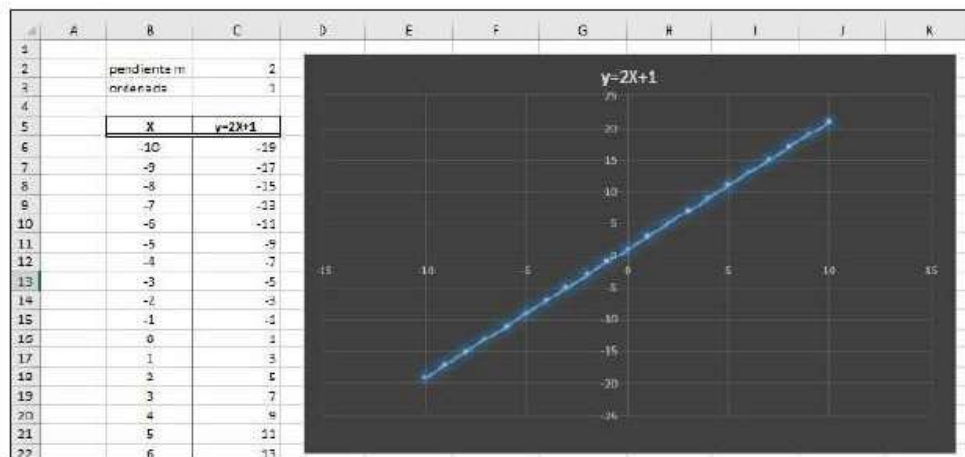 A B C D E F G H I J K
1
2 pendiente m 2
3 ordenada 1
4
5 X y=2X+1
6 -10 -19
7 -9 -17
8 -8 -15
9 -7 -13
10 -6 -11
11 -5 -9
12 -4 -7
13 -3 -5
14 -2 -3
15 -1 -1
16 0 1
17 1 3
18 2 5
19 3 7
20 4 9
21 5 11
22 6 13
y=2X+1
25
20
15
10
5
0
-15 -10 -5 0 5 10 15
-5
-10
-15
-20
-25